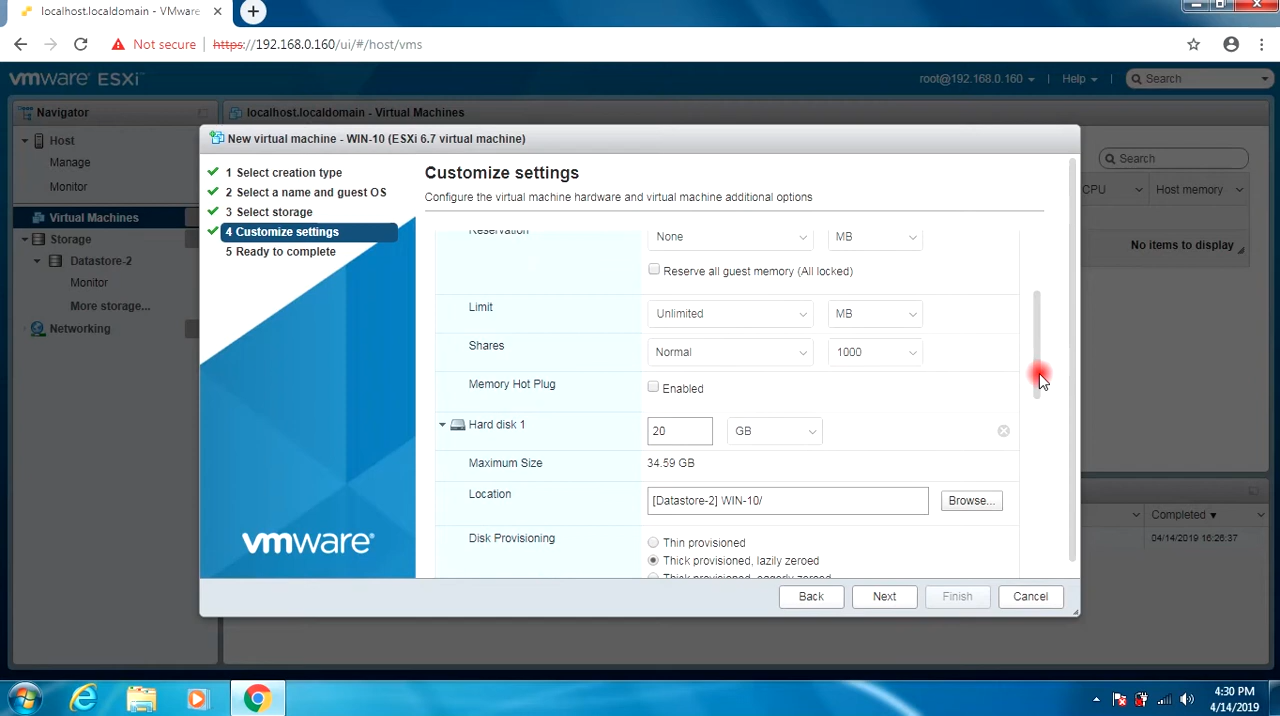 localhost.localdomain - VMware
Not secure
https://192.168.0.160/ui/#/host/vms
vmware ESXi
root@192.168.0.160
Help
Search
Navigator
localhost.localdomain - Virtual Machines
Host
Manage
Monitor
Virtual Machines
Storage
Datastore-2
Monitor
More storage...
Networking
Search
CPU
Host memory
No items to display
Completed
04/14/2019 16:26:37
New virtual machine - WIN-10 (ESXi 6.7 virtual machine)
1 Select creation type
2 Select a name and guest OS
3 Select storage
4 Customize settings
5 Ready to complete
vmware
Customize settings
Configure the virtual machine hardware and virtual machine additional options
Reservation
None
MB
Reserve all guest memory (All locked)
Limit
Unlimited
MB
Shares
Normal
1000
Memory Hot Plug
Enabled
Hard disk 1
20
GB
Maximum Size
34.59 GB
Location
[Datastore-2] WIN-10/
Browse...
Disk Provisioning
Thin provisioned
Thick provisioned, lazily zeroed
Thick provisioned, eagerly zeroed
Back
Next
Finish
Cancel
4:30 PM
4/14/2019